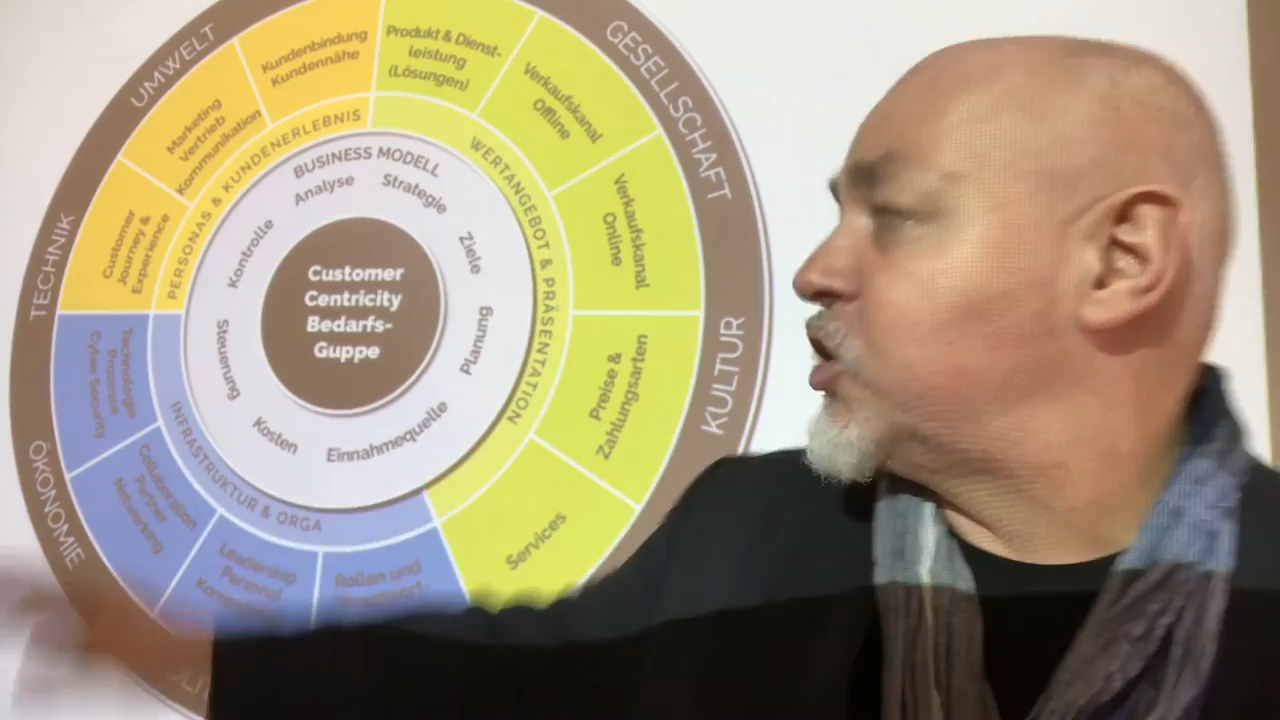 UMWELT
GESELLSCHAFT
KULTUR
TECHNIK
ÖKONOMIE
Kundenbindung
Kundennähe
Produkt & Dienst-
leistung
(Lösungen)
Verkaufskanal
Offline
Verkaufskanal
Online
Preise &
Zahlungsarten
Services
Marketing
Vertrieb
Kommunikation
Customer
Journey &
Experience
Technologie
Prozesse
Cyber Security
Collaboration
Partner
Networking
Leadership
Personal
Rollen und
PERSONAS & KUNDENERLEBNIS
WERTANGEBOT & PRÄSENTATION
INFRASTRUKTUR & ORGA
BUSINESS MODELL
Analyse
Strategie
Ziele
Planung
Einnahmequelle
Kosten
Steuerung
Kontrolle
Customer
Centricity
Bedarfs-
Guppe